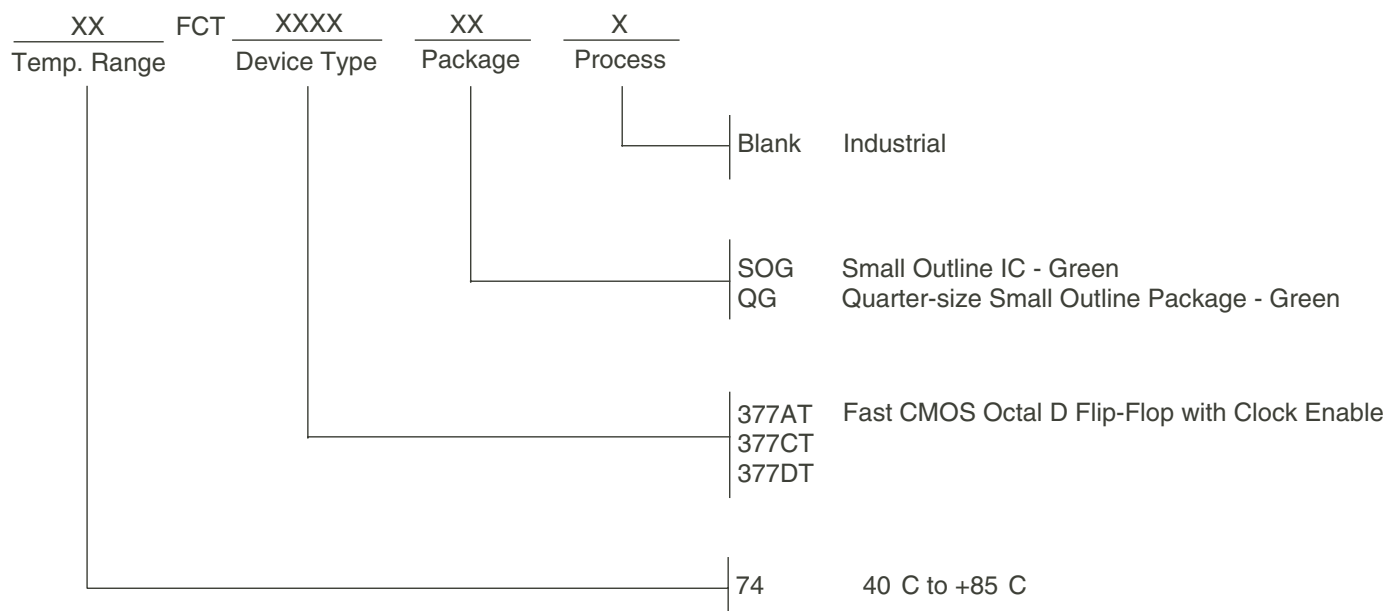 XX FCT XXXX XX X
Temp. Range Device Type Package Process
Blank Industrial
SOG Small Outline IC - Green
QG Quarter-size Small Outline Package - Green
377AT Fast CMOS Octal D Flip-Flop with Clock Enable
377CT
377DT
74 40 C to +85 C